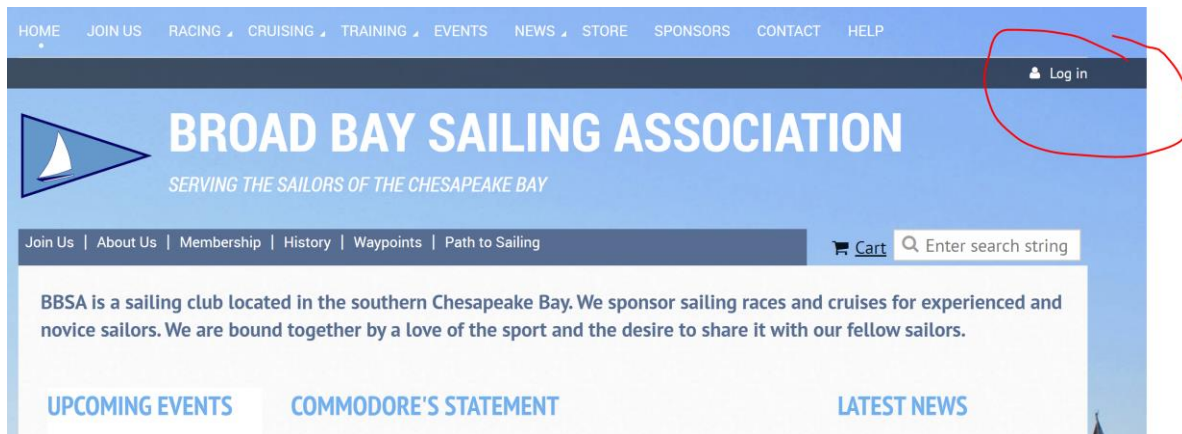 HOME JOIN US RACING CRUISING TRAINING EVENTS NEWS STORE SPONSORS CONTACT HELP
Log in
BROAD BAY SAILING ASSOCIATION
SERVING THE SAILORS OF THE CHESAPEAKE BAY
Join Us | About Us | Membership | History | Waypoints | Path to Sailing
Cart Enter search string
BBSA is a sailing club located in the southern Chesapeake Bay. We sponsor sailing races and cruises for experienced and
novice sailors. We are bound together by a love of the sport and the desire to share it with our fellow sailors.
UPCOMING EVENTS COMMODORE'S STATEMENT LATEST NEWS